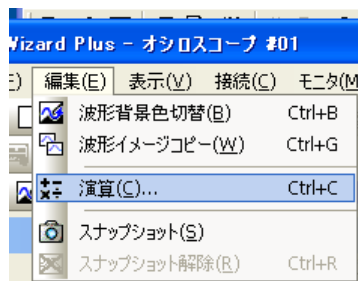 Wizard Plus - オシロスコープ #01
編集(E) 表示(V) 接続(C) モニタ(M
波形背景色切替(B) Ctrl+B
波形イメージコピー(W) Ctrl+G
演算(C)... Ctrl+C
スナップショット(S)
スナップショット解除(R) Ctrl+R